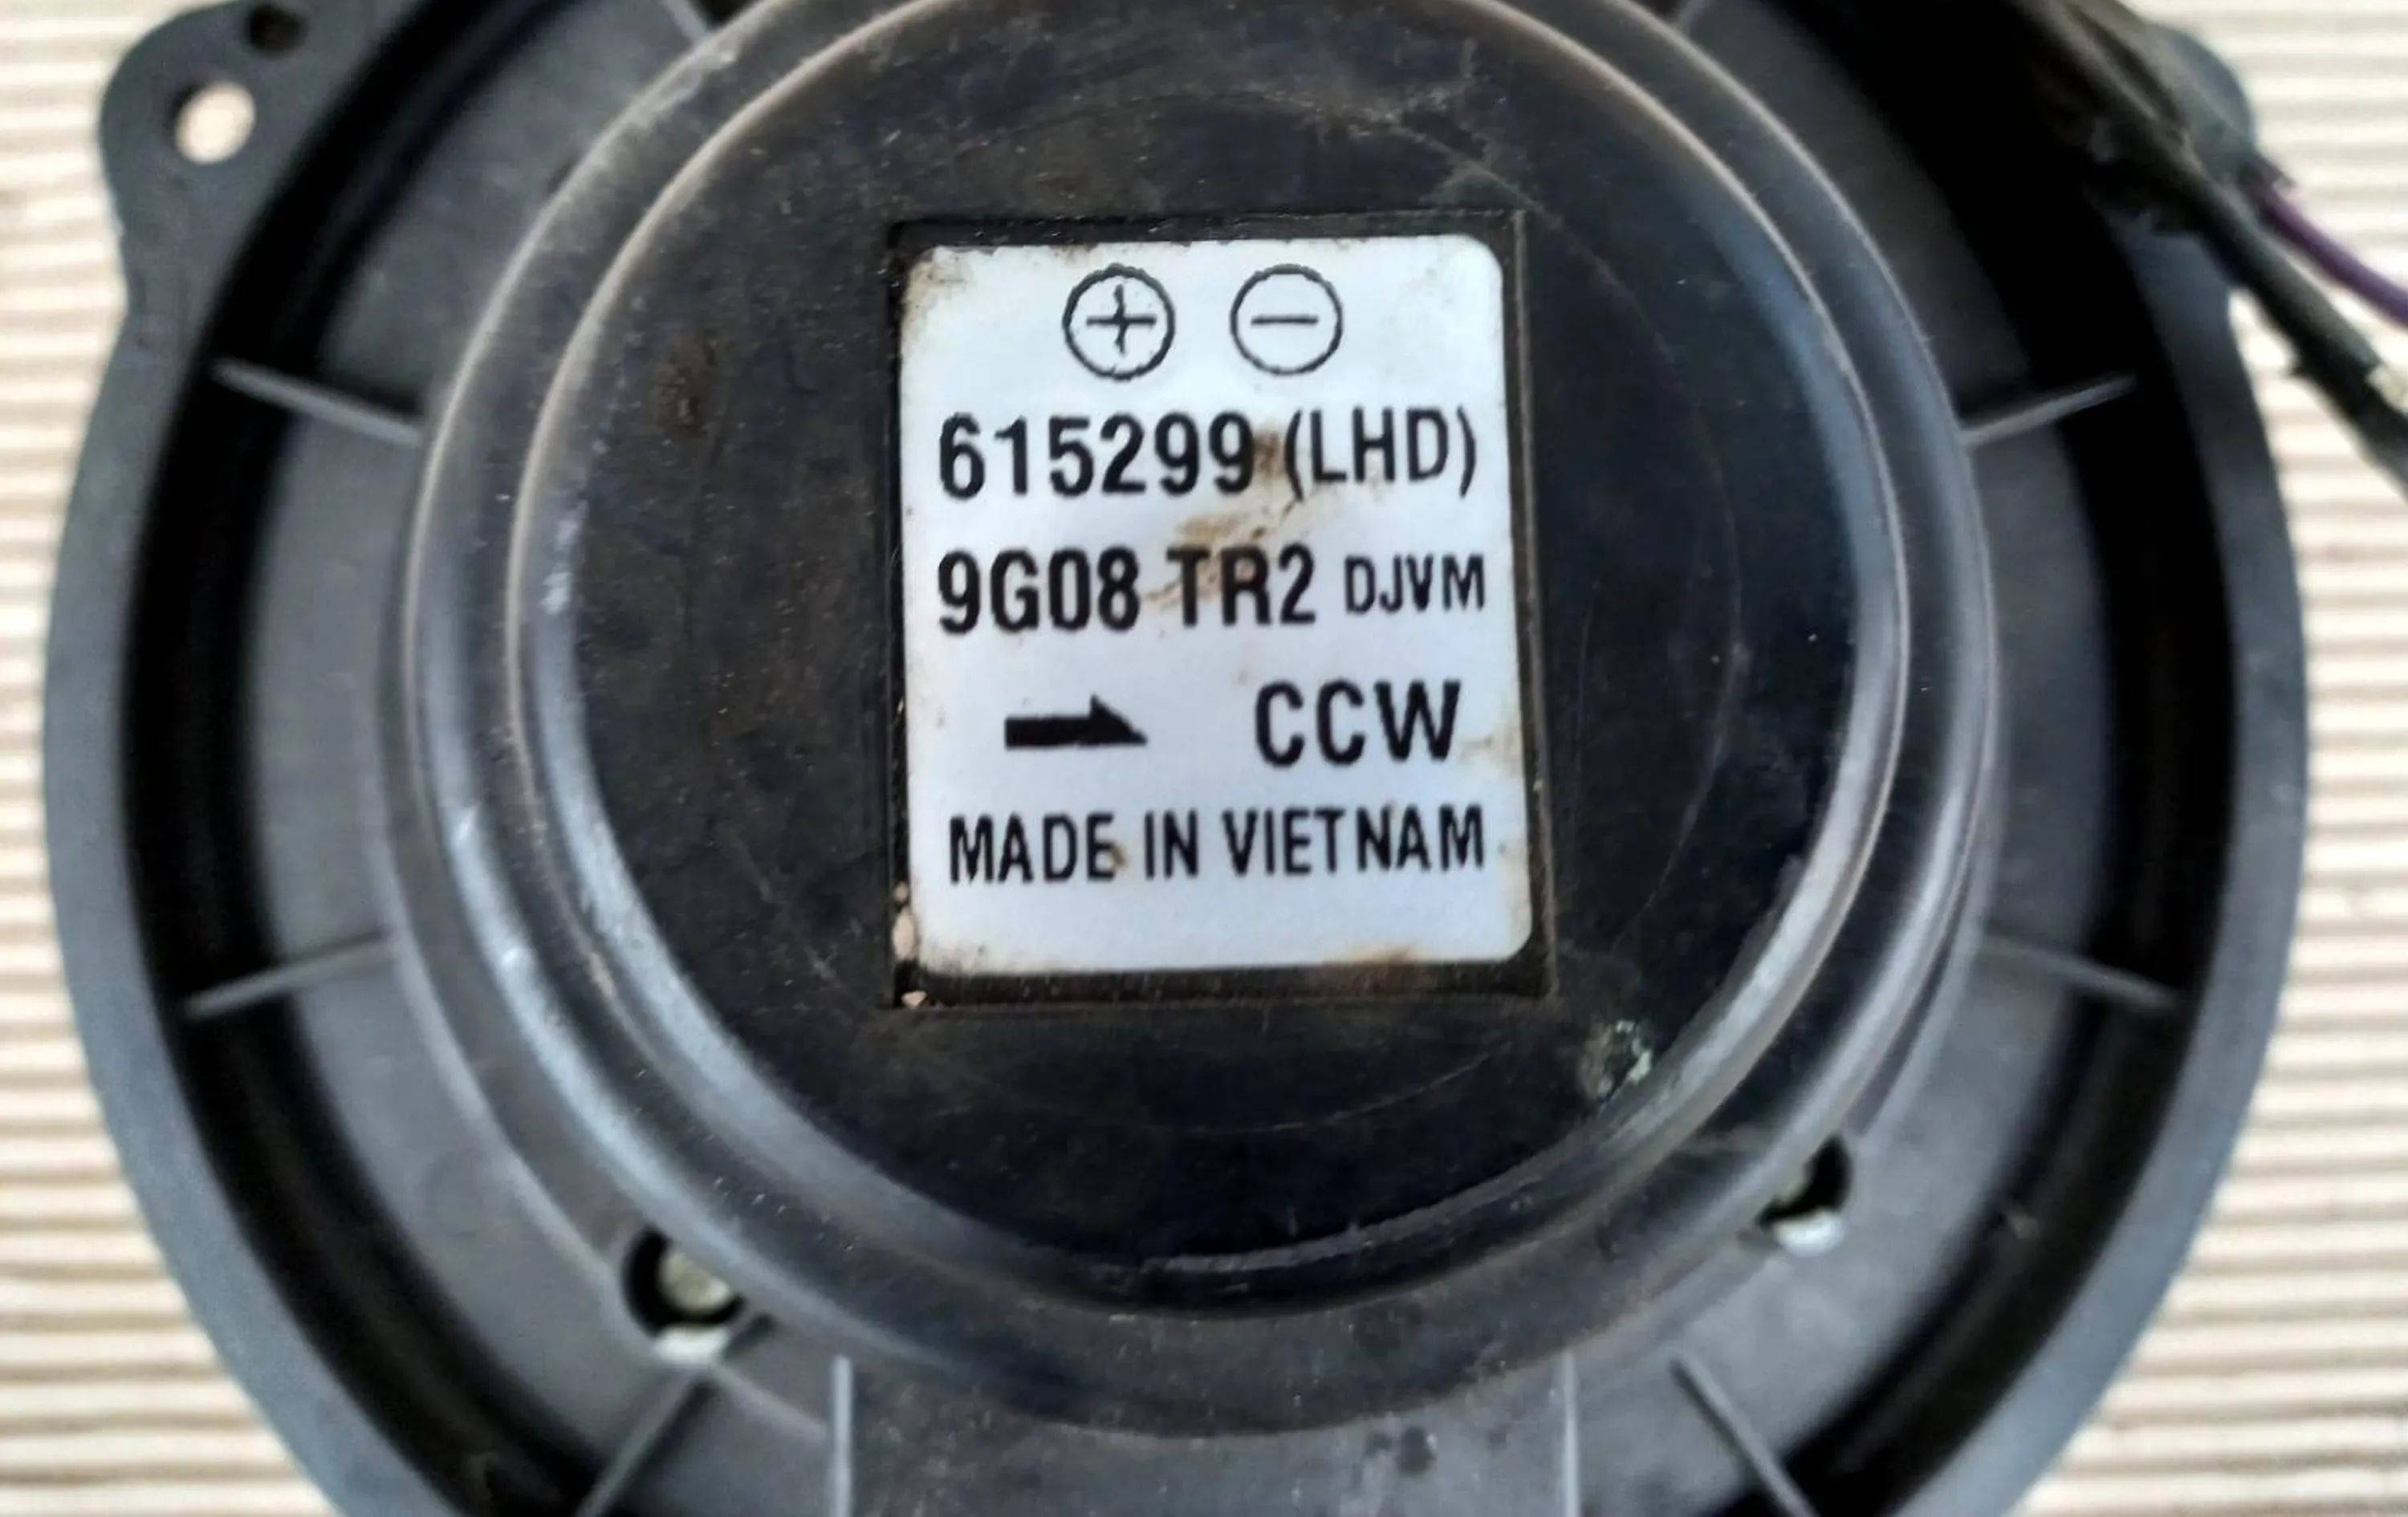 ⊕ ⊖
615299 (LHD)
9G08 TR2 DJVM
➡ CCW
MADE IN VIETNAM